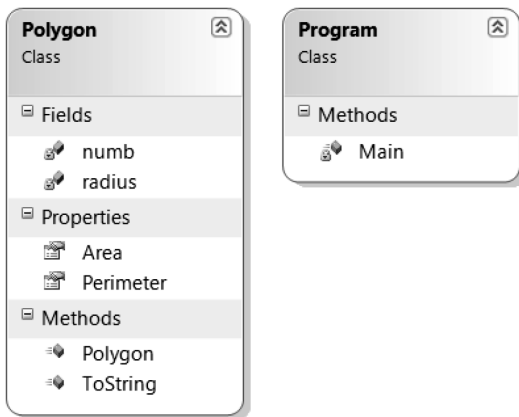 Polygon
Class
Fields
numb
radius
Properties
Area
Perimeter
Methods
Polygon
ToString
Program
Class
Methods
Main